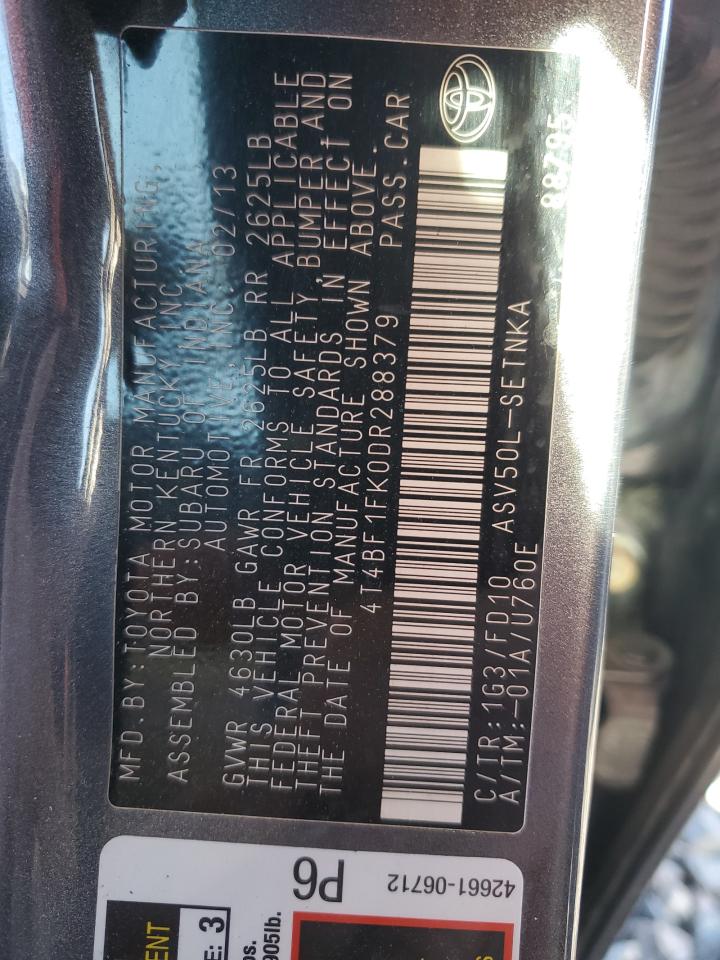 MFD.BY:TOYOTA MOTOR MANUFACTURING,
NORTHERN KENTUCKY,INC.
ASSEMBLED BY:SUBARU OF INDIANA
AUTOMOTIVE,INC. 02/13
GVWR 4630LB GAWR FR 2625LB RR 2625LB
THIS VEHICLE CONFORMS TO ALL APPLICABLE
FEDERAL MOTOR VEHICLE SAFETY, BUMPER AND
THEFT PREVENTION STANDARDS IN EFFECT ON
THE DATE OF MANUFACTURE SHOWN ABOVE.
4T4BF1FK0DR288379 PASS.CAR
C/TR:1G3/FD10 ASV50L-SETNKA
A/TM:-01A/U760E
88795
P6
42661-06712
3
905lb.